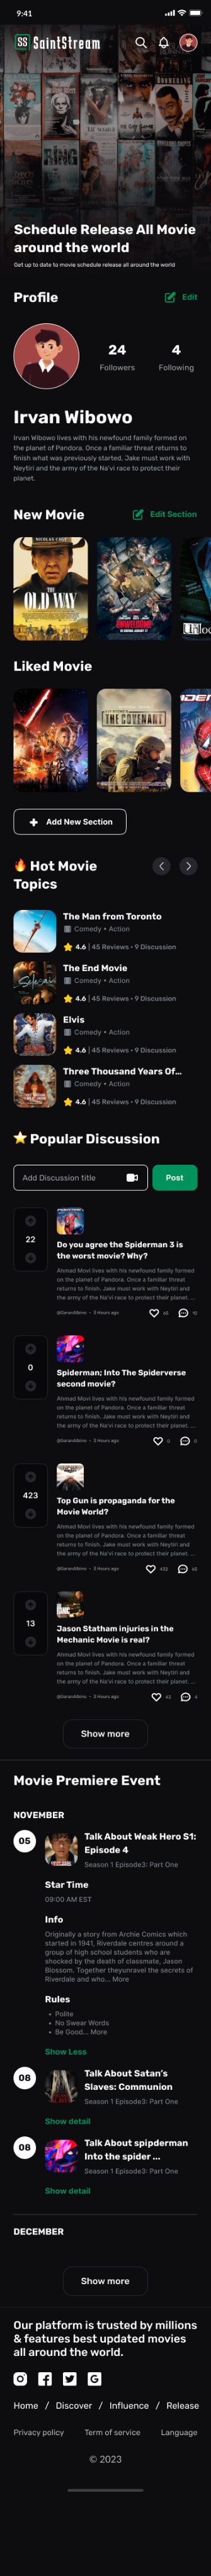 9:41
SS SaintStream
Schedule Release All Movie
around the world
Get up to date to movie schedule release all around the world
Profile
Edit
24
4
Followers
Following
Irvan Wibowo
Irvan Wibowo lives with his newfound family formed on
the planet of Pandora. Once a familiar threat returns to
finish what was previously started, Jake must work with
Neytiri and the army of the Na'vi race to protect their
planet.
New Movie
Edit Section
NICOLAS CAGE
THE
OLD WAY
UNWELCOME
Unloc
Liked Movie
THE COVENANT
Add New Section
🔥 Hot Movie
Topics
The Man from Toronto
Comedy • Action
4.6 | 45 Reviews • 9 Discussion
The End Movie
Comedy • Action
4.6 | 45 Reviews • 9 Discussion
Elvis
Comedy • Action
4.6 | 45 Reviews • 9 Discussion
Three Thousand Years Of...
Comedy • Action
4.6 | 45 Reviews • 9 Discussion
⭐ Popular Discussion
Add Discussion title
Post
22
Do you agree the Spiderman 3 is
the worst movie? Why?
Ahmad Movi lives with his newfound family formed
on the planet of Pandora. Once a familiar threat
returns to finish. Jake must work with Neytiri and
the army of the Na'vi race to protect their planet. ...
3 Hours ago
0
Spiderman; Into The Spiderverse
second movie?
Ahmad Movi lives with his newfound family formed
on the planet of Pandora. Once a familiar threat
returns to finish. Jake must work with Neytiri and
the army of the Na'vi race to protect their planet. ...
3 Hours ago
0
0
423
Top Gun is propaganda for the
Movie World?
Ahmad Movi lives with his newfound family formed
on the planet of Pandora. Once a familiar threat
returns to finish. Jake must work with Neytiri and
the army of the Na'vi race to protect their planet. ...
3 Hours ago
13
Jason Statham injuries in the
Mechanic Movie is real?
Ahmad Movi lives with his newfound family formed
on the planet of Pandora. Once a familiar threat
returns to finish. Jake must work with Neytiri and
the army of the Na'vi race to protect their planet. ...
3 Hours ago
Show more
Movie Premiere Event
NOVEMBER
05
Talk About Weak Hero S1:
Episode 4
Season 1 Episode3: Part One
Star Time
09:00 AM EST
Info
Originally a story from Archie Comics which
started in 1941, Riverdale centres around a
group of high school students who are
shocked by the death of classmate, Jason
Blossom. Together theyunravel the secrets of
Riverdale and who... More
Rules
• Polite
• No Swear Words
• Be Good... More
Show Less
08
Talk About Satan's
Slaves: Communion
Season 1 Episode3: Part One
Show detail
08
Talk About spipderman
Into the spider ...
Season 1 Episode3: Part One
Show detail
DECEMBER
Show more
Our platform is trusted by millions
& features best updated movies
all around the world.
Home / Discover / Influence / Release
Privacy policy
Term of service
Language
© 2023